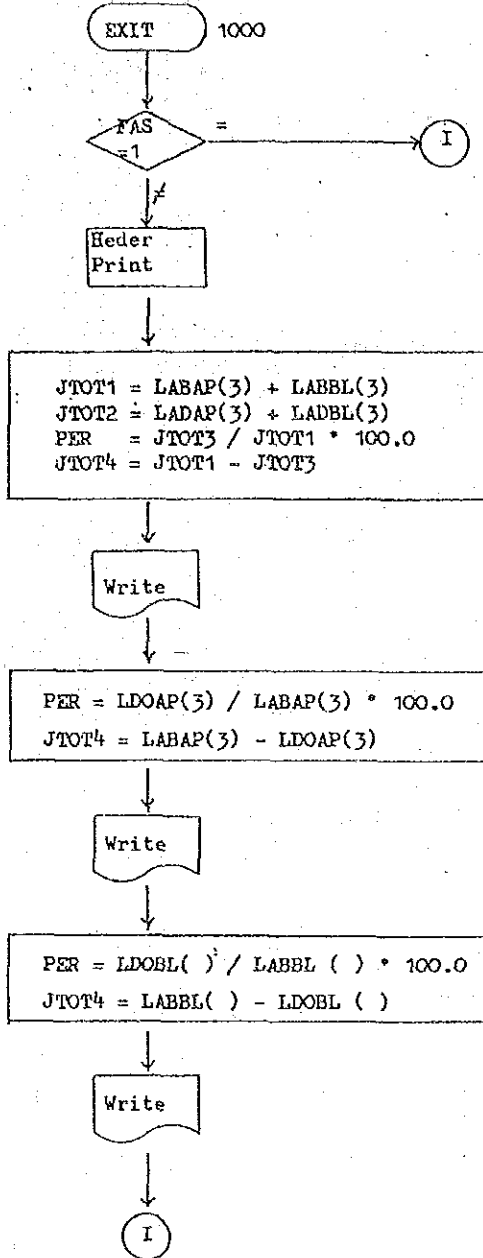 EXIT 1000
FAS =
=1
I
≠
Heder
Print
JTOT1 = LABAP(3) + LABBL(3)
JTOT2 = LADAP(3) + LADBL(3)
PER = JTOT3 / JTOT1 * 100.0
JTOT4 = JTOT1 - JTOT3
Write
PER = LDOAP(3) / LABAP(3) * 100.0
JTOT4 = LABAP(3) - LDOAP(3)
Write
PER = LDOBL( ) / LABBL ( ) * 100.0
JTOT4 = LABBL( ) - LDOBL ( )
Write
I